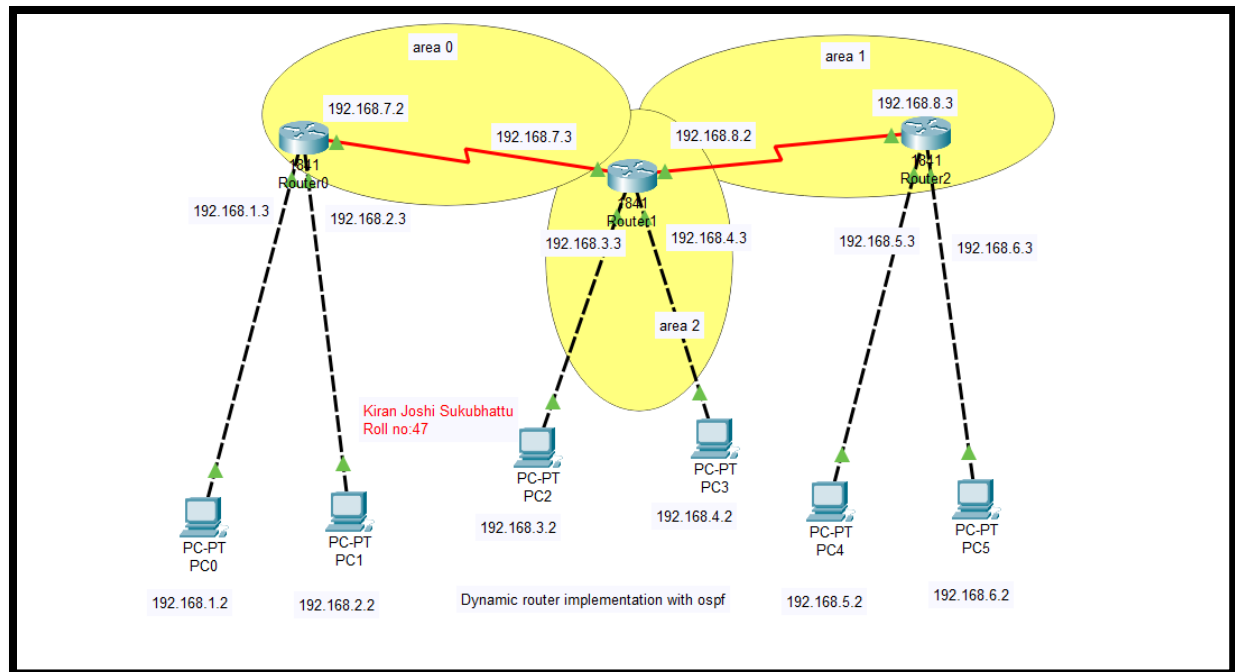 area 0
area 1
192.168.7.2
192.168.8.3
192.168.7.3
192.168.8.2
1841
Router0
1841
Router1
1841
Router2
192.168.1.3
192.168.2.3
192.168.3.3
192.168.4.3
192.168.5.3
192.168.6.3
area 2
Kiran Joshi Sukubhattu
Roll no:47
PC-PT
PC0
PC-PT
PC1
PC-PT
PC2
PC-PT
PC3
PC-PT
PC4
PC-PT
PC5
192.168.3.2
192.168.4.2
192.168.1.2
192.168.2.2
Dynamic router implementation with ospf
192.168.5.2
192.168.6.2